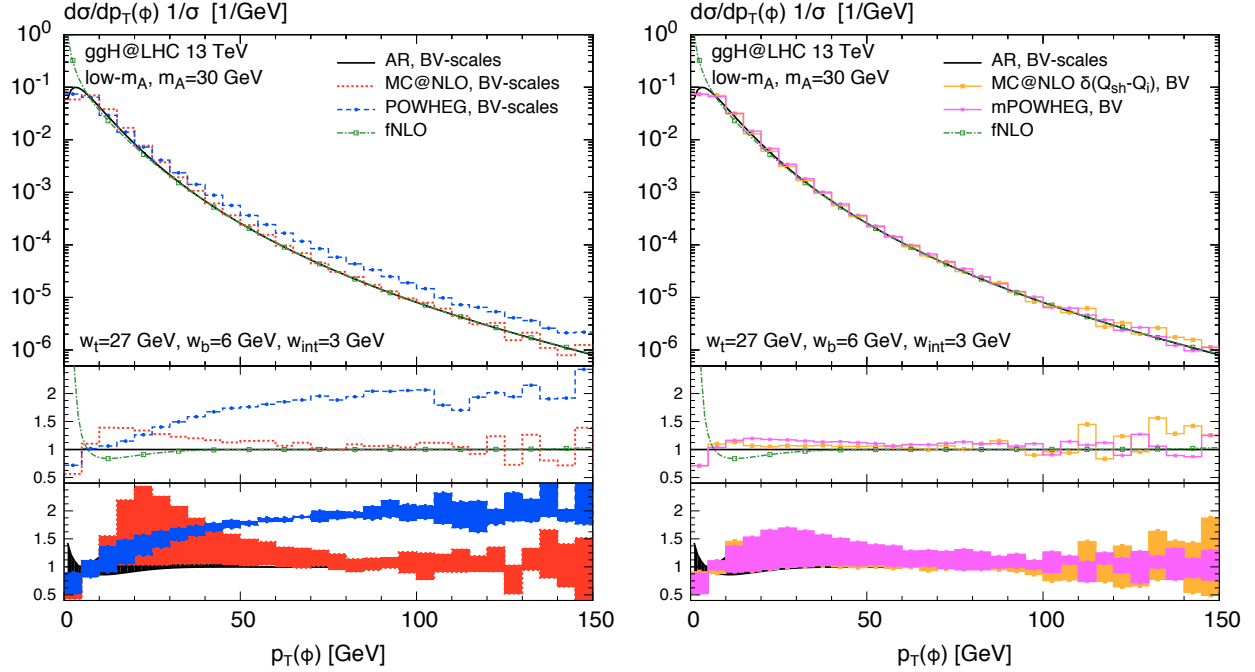 dσ/dp_T(ϕ) 1/σ [1/GeV]
10^0
10^-1
10^-2
10^-3
10^-4
10^-5
10^-6
ggH@LHC 13 TeV
low-m_A, m_A=30 GeV
AR, BV-scales
MC@NLO, BV-scales
POWHEG, BV-scales
fNLO
w_t=27 GeV, w_b=6 GeV, w_int=3 GeV
2
1.5
1
0.5
2
1.5
1
0.5
0
50
100
150
p_T(ϕ) [GeV]
dσ/dp_T(ϕ) 1/σ [1/GeV]
10^0
10^-1
10^-2
10^-3
10^-4
10^-5
10^-6
ggH@LHC 13 TeV
low-m_A, m_A=30 GeV
AR, BV-scales
MC@NLO δ(Q_sh-Q_i), BV
mPOWHEG, BV
fNLO
w_t=27 GeV, w_b=6 GeV, w_int=3 GeV
2
1.5
1
0.5
2
1.5
1
0.5
0
50
100
150
p_T(ϕ) [GeV]